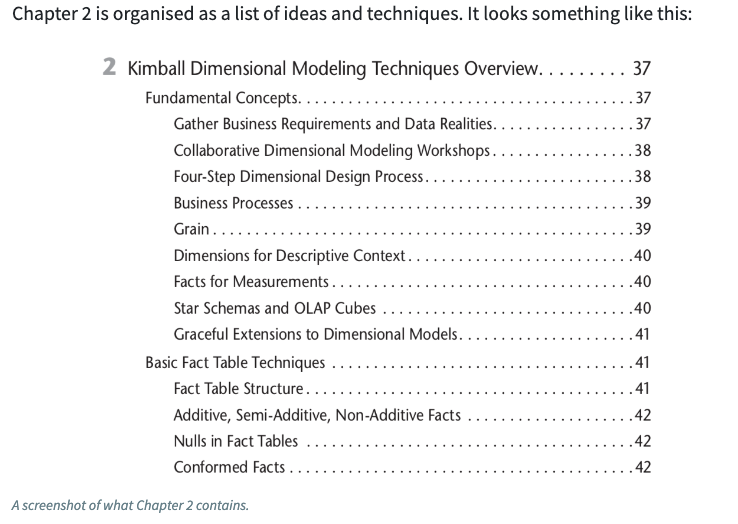 Chapter 2 is organised as a list of ideas and techniques. It looks something like this:
2 Kimball Dimensional Modeling Techniques Overview. . . . . . . . . 37
Fundamental Concepts. . . . . . . . . . . . . . . . . . . . . . . . . . . . . . . . . . . . . . . . .37
Gather Business Requirements and Data Realities. . . . . . . . . . . . . . . . .37
Collaborative Dimensional Modeling Workshops . . . . . . . . . . . . . . . . .38
Four-Step Dimensional Design Process . . . . . . . . . . . . . . . . . . . . . . . . .38
Business Processes . . . . . . . . . . . . . . . . . . . . . . . . . . . . . . . . . . . . . . . .39
Grain . . . . . . . . . . . . . . . . . . . . . . . . . . . . . . . . . . . . . . . . . . . . . . . . . .39
Dimensions for Descriptive Context . . . . . . . . . . . . . . . . . . . . . . . . . . .40
Facts for Measurements . . . . . . . . . . . . . . . . . . . . . . . . . . . . . . . . . . . .40
Star Schemas and OLAP Cubes . . . . . . . . . . . . . . . . . . . . . . . . . . . . . .40
Graceful Extensions to Dimensional Models. . . . . . . . . . . . . . . . . . . . .41
Basic Fact Table Techniques . . . . . . . . . . . . . . . . . . . . . . . . . . . . . . . . . . . .41
Fact Table Structure . . . . . . . . . . . . . . . . . . . . . . . . . . . . . . . . . . . . . . .41
Additive, Semi-Additive, Non-Additive Facts . . . . . . . . . . . . . . . . . . . .42
Nulls in Fact Tables . . . . . . . . . . . . . . . . . . . . . . . . . . . . . . . . . . . . . . .42
Conformed Facts . . . . . . . . . . . . . . . . . . . . . . . . . . . . . . . . . . . . . . . . .42
A screenshot of what Chapter 2 contains.